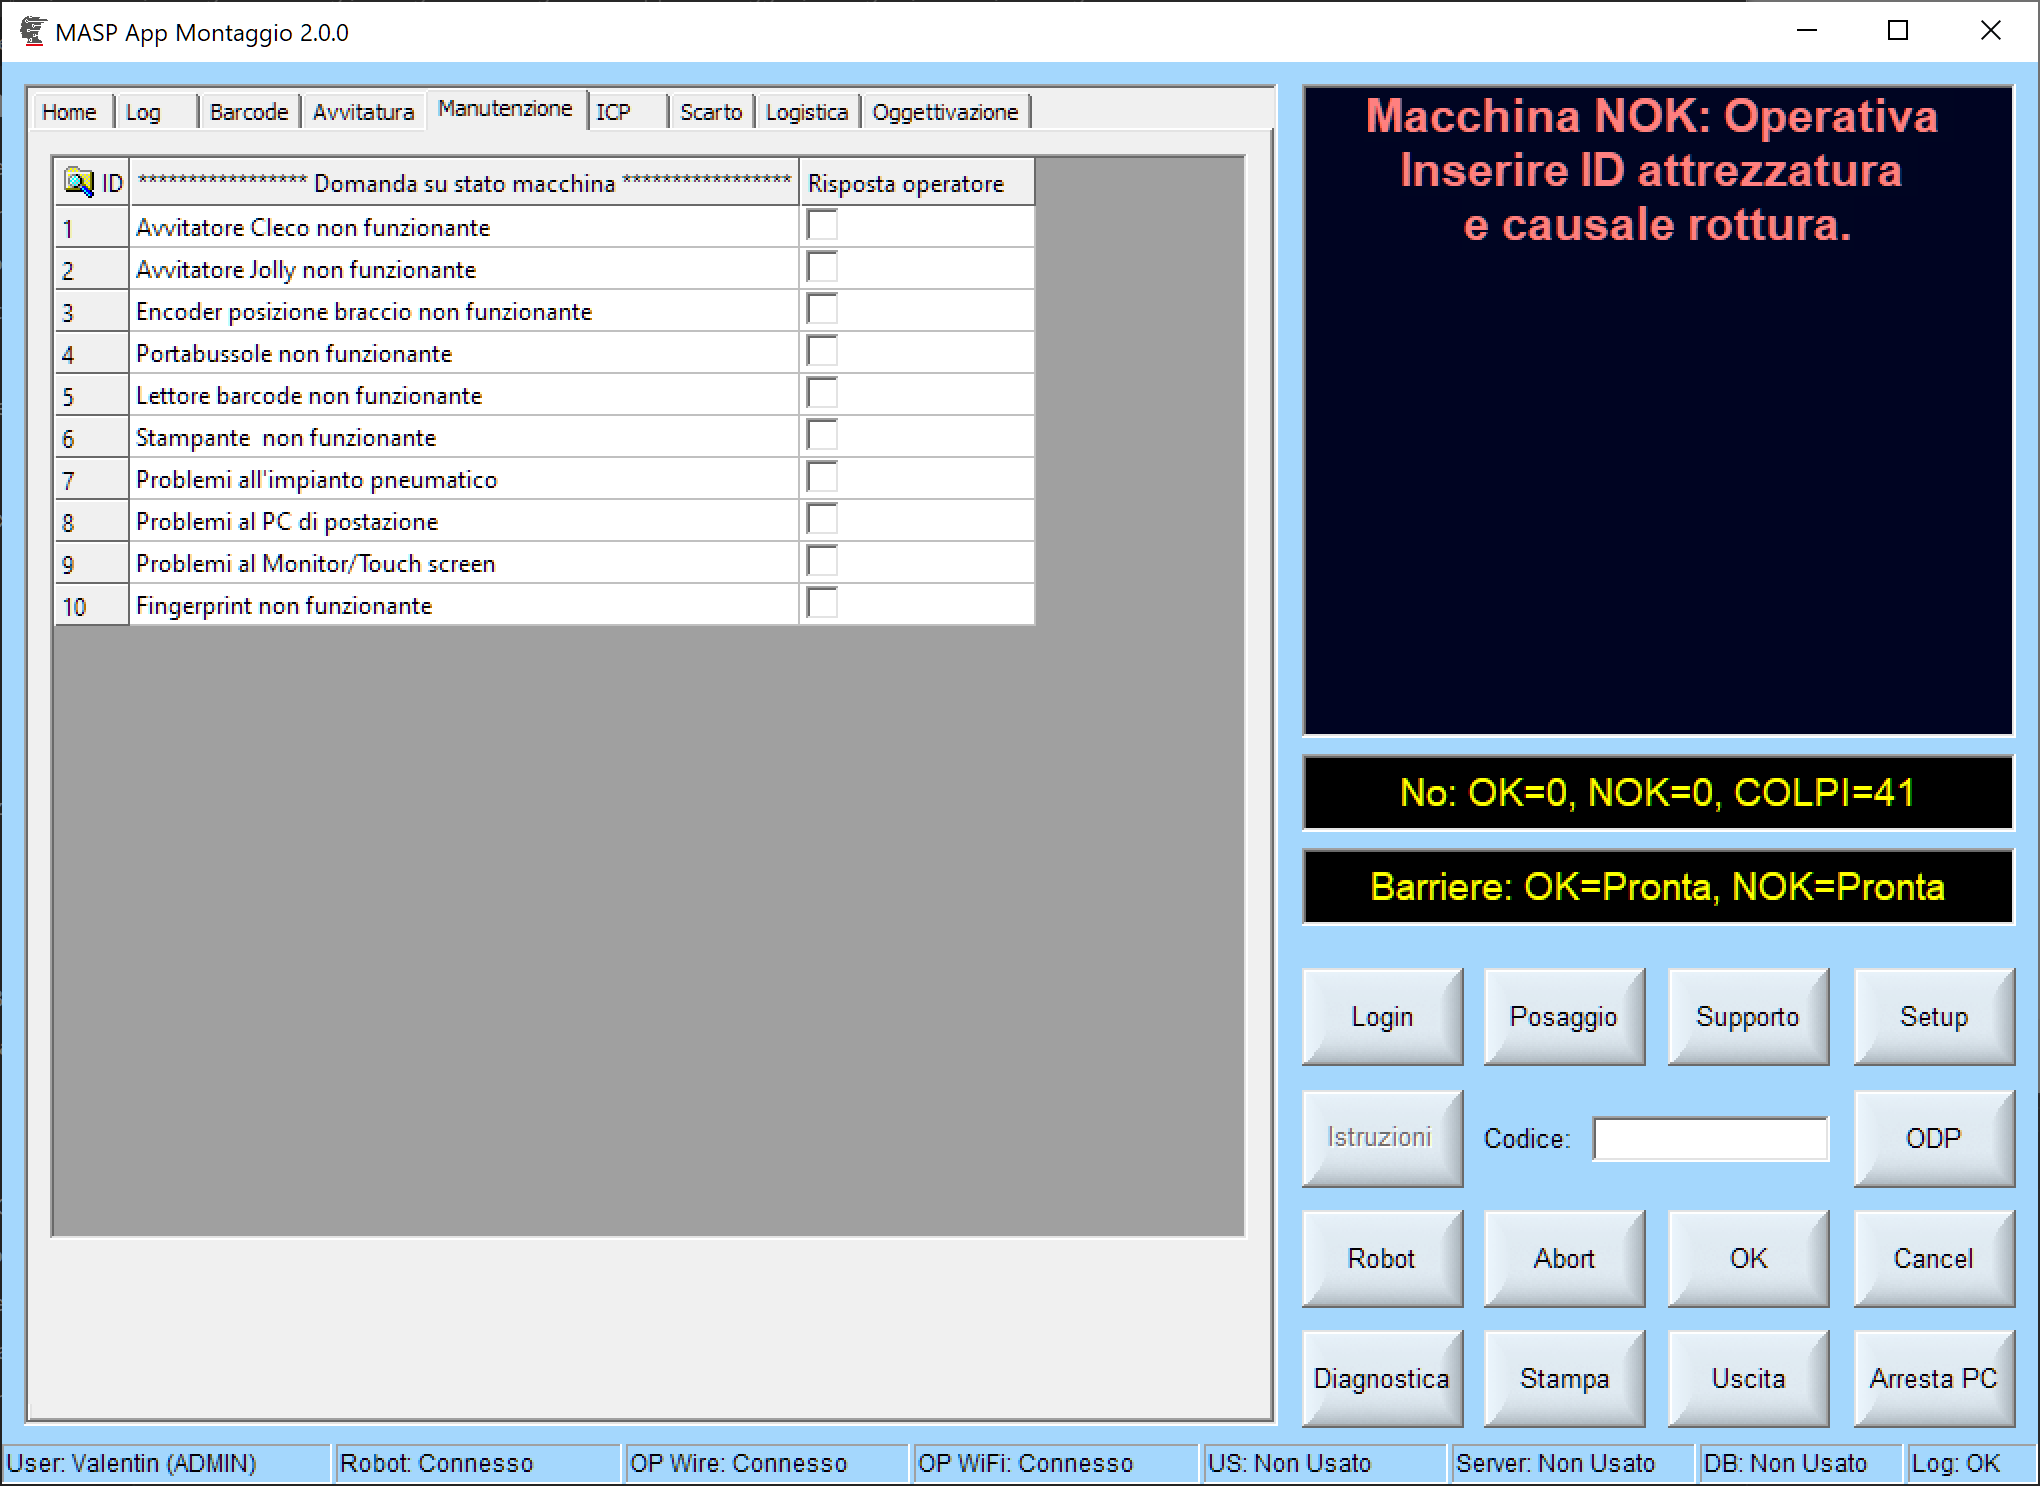 MASP App Montaggio 2.0.0
Home Log Barcode Avvitatura Manutenzione ICP Scarto Logistica Oggettivazione
ID ***************** Domanda su stato macchina ***************** Risposta operatore
1 Avvitatore Cleco non funzionante
2 Avvitatore Jolly non funzionante
3 Encoder posizione braccio non funzionante
4 Portabussole non funzionante
5 Lettore barcode non funzionante
6 Stampante  non funzionante
7 Problemi all'impianto pneumatico
8 Problemi al PC di postazione
9 Problemi al Monitor/Touch screen
10 Fingerprint non funzionante
Macchina NOK: Operativa
Inserire ID attrezzatura
e causale rottura.
No: OK=0, NOK=0, COLPI=41
Barriere: OK=Pronta, NOK=Pronta
Login Posaggio Supporto Setup
Istruzioni Codice: ODP
Robot Abort OK Cancel
Diagnostica Stampa Uscita Arresta PC
User: Valentin (ADMIN) Robot: Connesso OP Wire: Connesso OP WiFi: Connesso US: Non Usato Server: Non Usato DB: Non Usato Log: OK